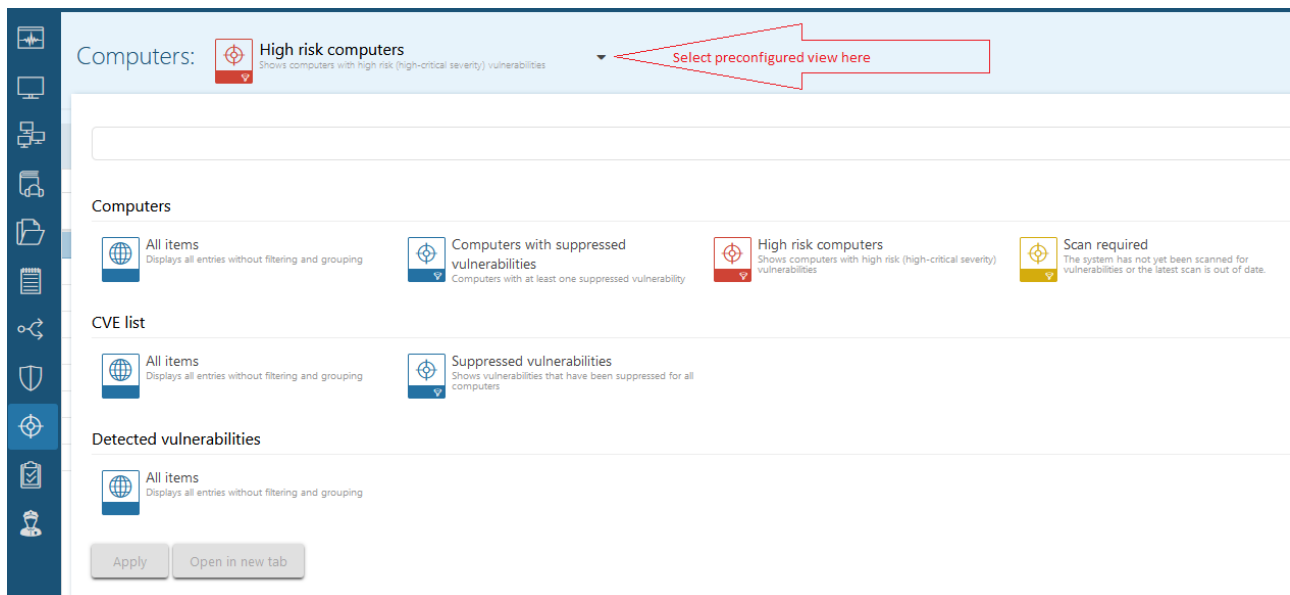 Computers:
High risk computers
Shows computers with high risk (high-critical severity) vulnerabilities
Select preconfigured view here
Computers
All items
Displays all entries without filtering and grouping
Computers with suppressed
vulnerabilities
Computers with at least one suppressed vulnerability
High risk computers
Shows computers with high risk (high-critical severity)
vulnerabilities
Scan required
The system has not yet been scanned for
vulnerabilities or the latest scan is out of date.
CVE list
All items
Displays all entries without filtering and grouping
Suppressed vulnerabilities
Shows vulnerabilities that have been suppressed for all
computers
Detected vulnerabilities
All items
Displays all entries without filtering and grouping
Apply
Open in new tab